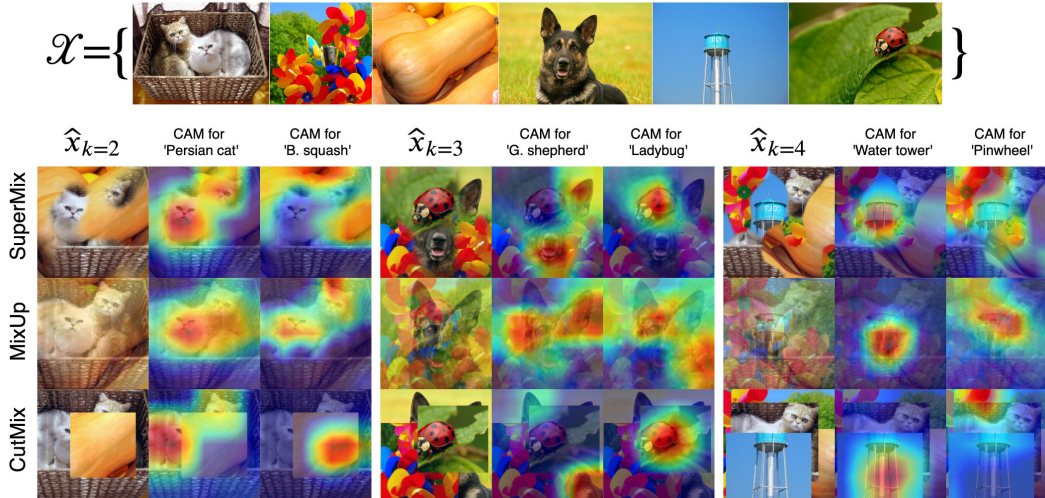 𝒳={ }
x̂k=2
CAM for
'Persian cat'
CAM for
'B. squash'
x̂k=3
CAM for
'G. shepherd'
CAM for
'Ladybug'
x̂k=4
CAM for
'Water tower'
CAM for
'Pinwheel'
SuperMix
MixUp
CutMix